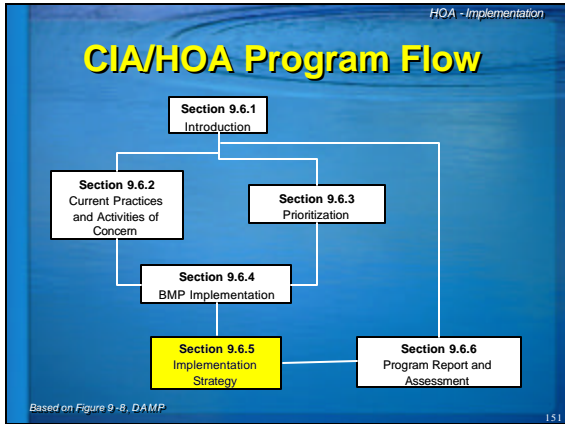 HOA - Implementation
CIA/HOA Program Flow
Section 9.6.1
Introduction
Section 9.6.2
Current Practices
and Activities of
Concern
Section 9.6.3
Prioritization
Section 9.6.4
BMP Implementation
Section 9.6.5
Implementation
Strategy
Section 9.6.6
Program Report and
Assessment
Based on Figure 9-8, DAMP
151